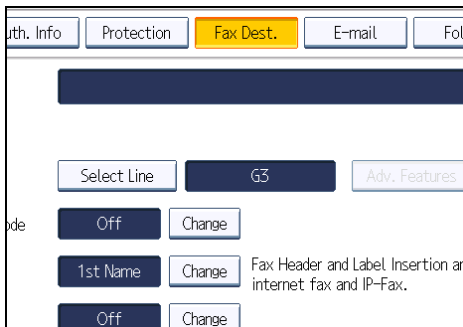 uth. Info Protection Fax Dest. E-mail Fol
Select Line G3 Adv. Features
ode Off Change
1st Name Change Fax Header and Label Insertion ar
internet fax and IP-Fax.
Off Change